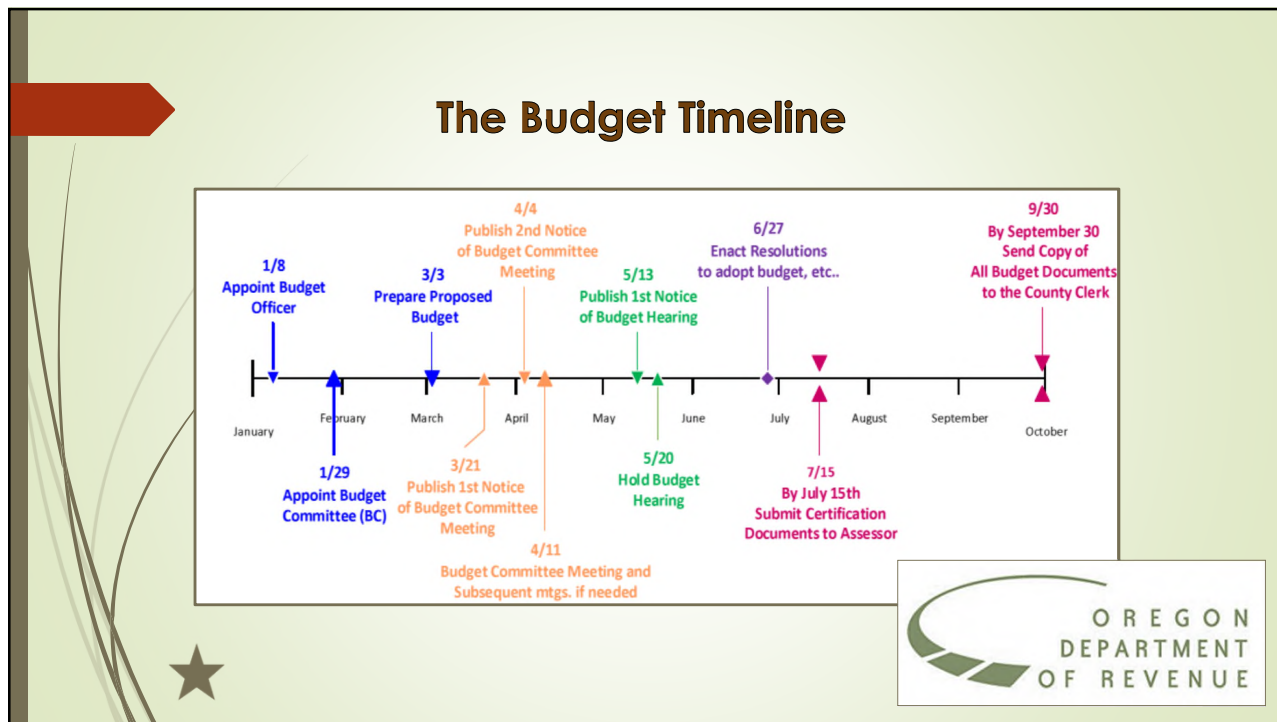 The Budget Timeline
1/8
Appoint Budget
Officer
3/3
Prepare Proposed
Budget
4/4
Publish 2nd Notice
of Budget Committee
Meeting
5/13
Publish 1st Notice
of Budget Hearing
6/27
Enact Resolutions
to adopt budget, etc..
9/30
By September 30
Send Copy of
All Budget Documents
to the County Clerk
January
February
March
April
May
June
July
August
September
October
1/29
Appoint Budget
Committee (BC)
3/21
Publish 1st Notice
of Budget Committee
Meeting
4/11
Budget Committee Meeting and
Subsequent mtgs. if needed
5/20
Hold Budget
Hearing
7/15
By July 15th
Submit Certification
Documents to Assessor
OREGON
DEPARTMENT
OF REVENUE